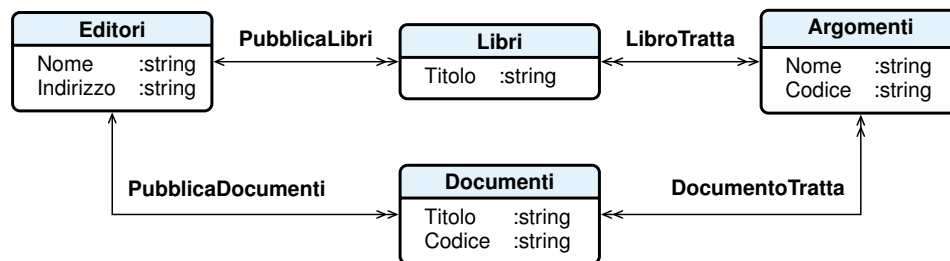 Editori
Nome :string
Indirizzo :string
PubblicaLibri
Libri
Titolo :string
LibroTratta
Argomenti
Nome :string
Codice :string
PubblicaDocumenti
Documenti
Titolo :string
Codice :string
DocumentoTratta